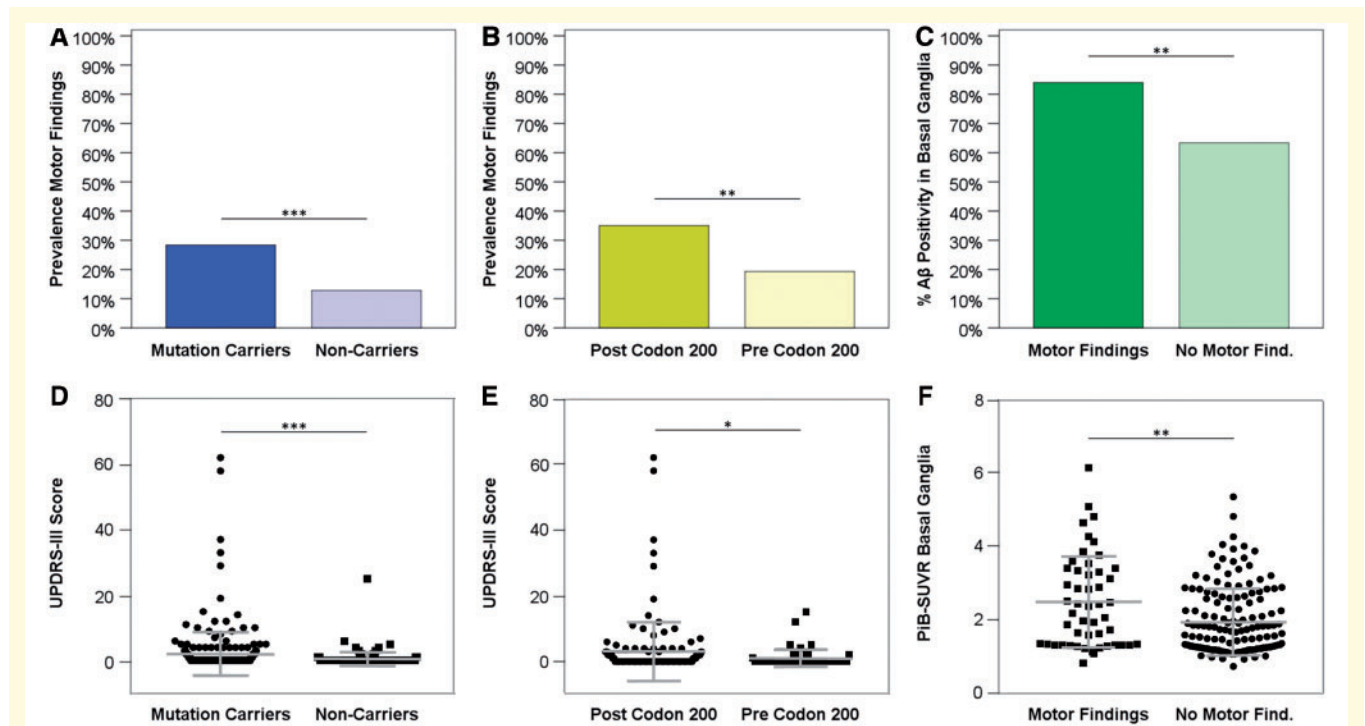 A
Prevalence Motor Findings
100%
90%
80%
70%
60%
50%
40%
30%
20%
10%
0%
***
Mutation Carriers
Non-Carriers
B
Prevalence Motor Findings
100%
90%
80%
70%
60%
50%
40%
30%
20%
10%
0%
**
Post Codon 200
Pre Codon 200
C
% Aβ Positivity in Basal Ganglia
100%
90%
80%
70%
60%
50%
40%
30%
20%
10%
0%
**
Motor Findings
No Motor Find.
D
UPDRS-III Score
80
60
40
20
0
***
Mutation Carriers
Non-Carriers
E
UPDRS-III Score
80
60
40
20
0
*
Post Codon 200
Pre Codon 200
F
PiB-SUVR Basal Ganglia
8
6
4
2
0
**
Motor Findings
No Motor Find.